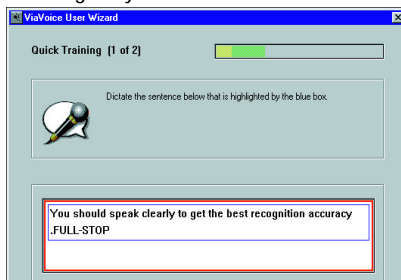 ViaVoice User Wizard
Quick Training (1 of 2)
Dictate the sentence below that is highlighted by the blue box.
You should speak clearly to get the best recognition accuracy
.FULL-STOP